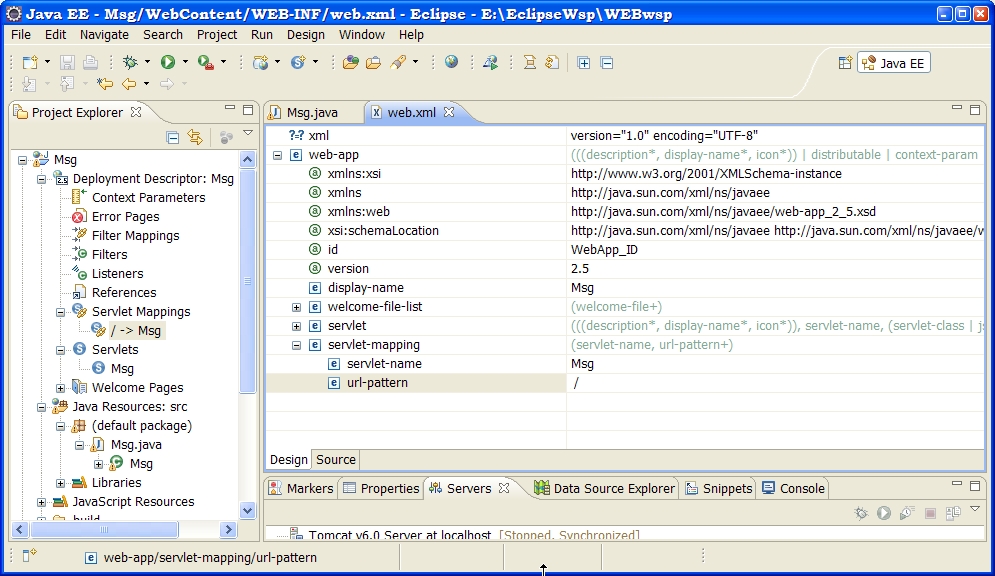 Java EE - Msg/WebContent/WEB-INF/web.xml - Eclipse - E:\EclipseWsp\WEBwsp
File Edit Navigate Search Project Run Design Window Help
Java EE
Project Explorer
Msg
Deployment Descriptor: Msg
Context Parameters
Error Pages
Filter Mappings
Filters
Listeners
References
Servlet Mappings
/ -> Msg
Servlets
Msg
Welcome Pages
Java Resources: src
(default package)
Msg.java
Msg
Libraries
JavaScript Resources
build
Msg.java web.xml
xml version="1.0" encoding="UTF-8"
web-app (((description*, display-name*, icon*)) | distributable | context-param
xmlns:xsi http://www.w3.org/2001/XMLSchema-instance
xmlns http://java.sun.com/xml/ns/javaee
xmlns:web http://java.sun.com/xml/ns/javaee/web-app_2_5.xsd
xsi:schemaLocation http://java.sun.com/xml/ns/javaee http://java.sun.com/xml/ns/javaee/w
id WebApp_ID
version 2.5
display-name Msg
welcome-file-list (welcome-file+)
servlet (((description*, display-name*, icon*)), servlet-name, (servlet-class | js
servlet-mapping (servlet-name, url-pattern+)
servlet-name Msg
url-pattern /
Design Source
Markers Properties Servers Data Source Explorer Snippets Console
Tomcat v6.0 Server at localhost [Stopped, Synchronized]
web-app/servlet-mapping/url-pattern